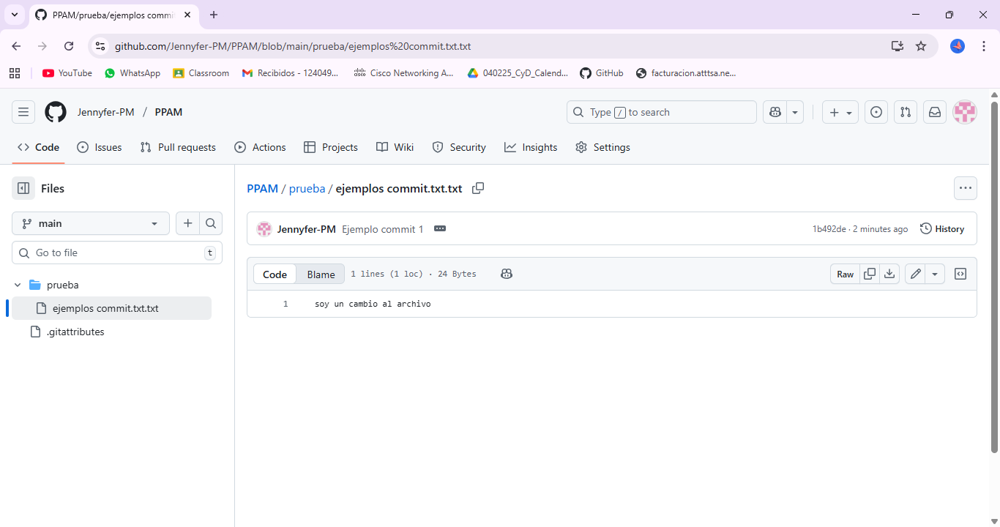 PPAM/prueba/ejemplos commi
github.com/Jennyfer-PM/PPAM/blob/main/prueba/ejemplos%20commit.txt.txt
YouTube WhatsApp Classroom Recibidos - 124049... Cisco Networking A... 040225_CyD_Calend... GitHub facturacion.atttsa.ne...
Jennyfer-PM / PPAM Type / to search
Code Issues Pull requests Actions Projects Wiki Security Insights Settings
Files
PPAM / prueba / ejemplos commit.txt.txt
main
Jennyfer-PM Ejemplo commit 1 1b492de · 2 minutes ago History
Go to file t
Code Blame 1 lines (1 loc) · 24 Bytes Raw
prueba
1 soy un cambio al archivo
ejemplos commit.txt.txt
.gitattributes